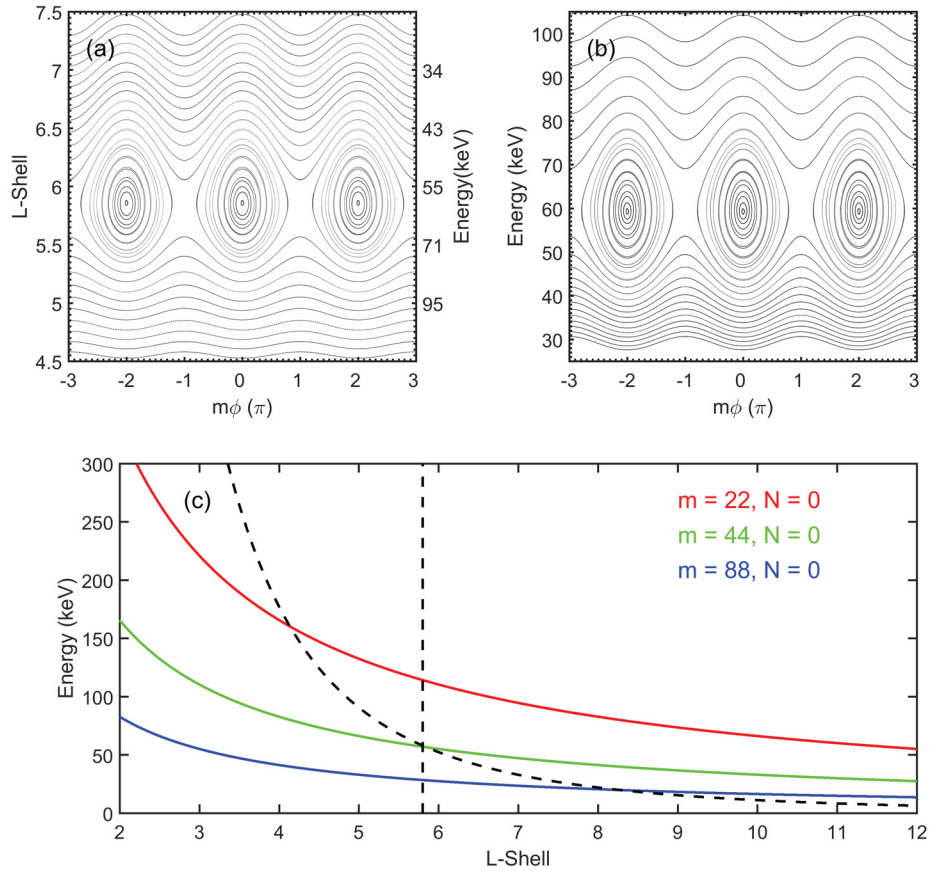 (a)
7.5
7
6.5
6
5.5
5
4.5
L-Shell
34
43
55
71
95
Energy(keV)
-3 -2 -1 0 1 2 3
mϕ (π)
(b)
100
90
80
70
60
50
40
30
Energy (keV)
-3 -2 -1 0 1 2 3
mϕ (π)
(c)
300
250
200
150
100
50
0
Energy (keV)
m = 22, N = 0
m = 44, N = 0
m = 88, N = 0
2 3 4 5 6 7 8 9 10 11 12
L-Shell